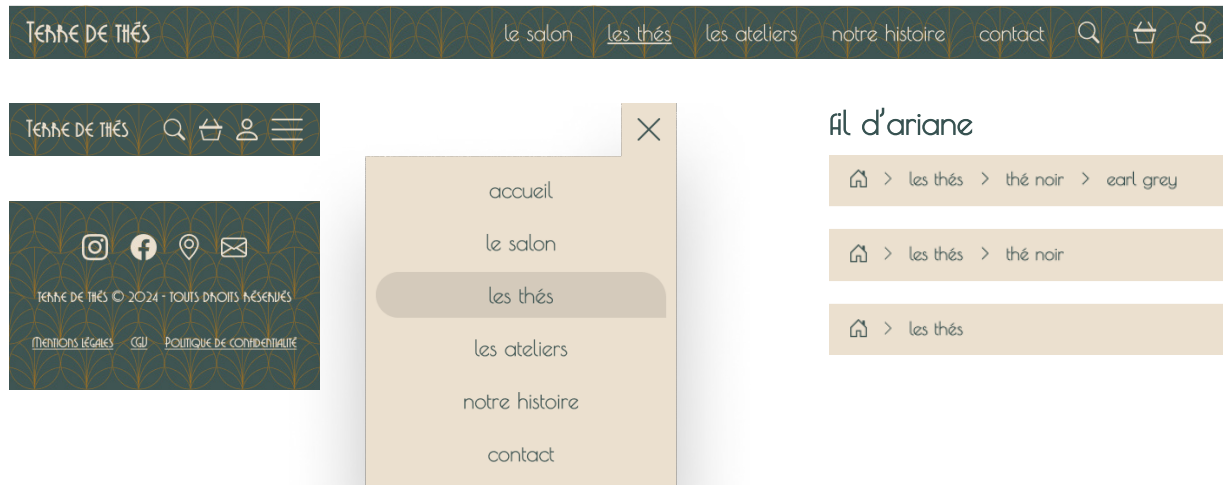 Terre de thés le salon les thés les ateliers notre histoire contact
Terre de thés
Terre de thés © 2024 - Touts droits réservés
Mentions légales CGU Politique de confidentialité
accueil
le salon
les thés
les ateliers
notre histoire
contact
fil d'ariane
les thés > thé noir > earl grey
les thés > thé noir
les thés